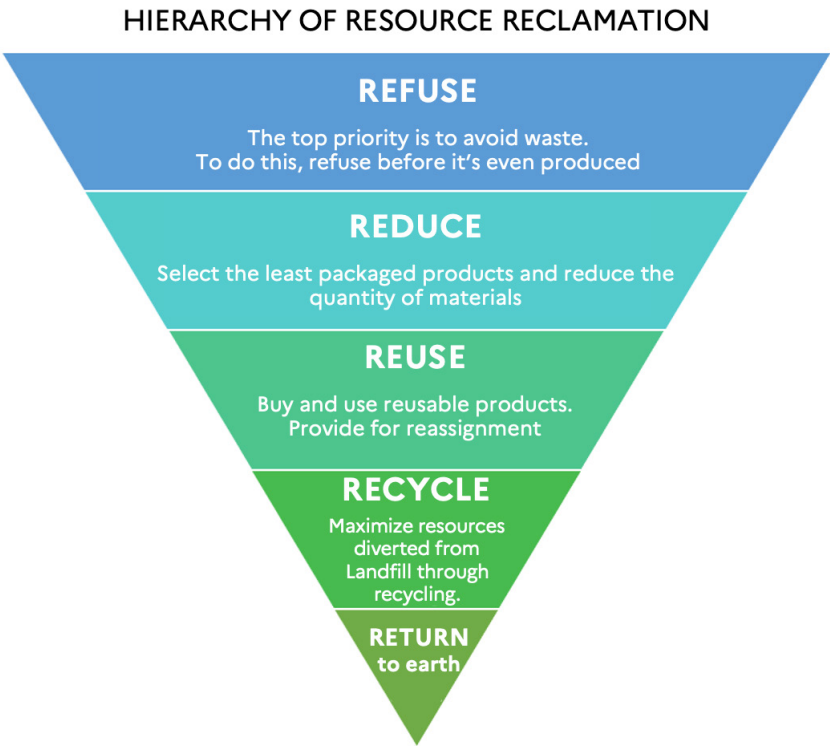 HIERARCHY OF RESOURCE RECLAMATION
REFUSE
The top priority is to avoid waste.
To do this, refuse before it’s even produced
REDUCE
Select the least packaged products and reduce the
quantity of materials
REUSE
Buy and use reusable products.
Provide for reassignment
RECYCLE
Maximize resources
diverted from
Landfill through
recycling.
RETURN
to earth